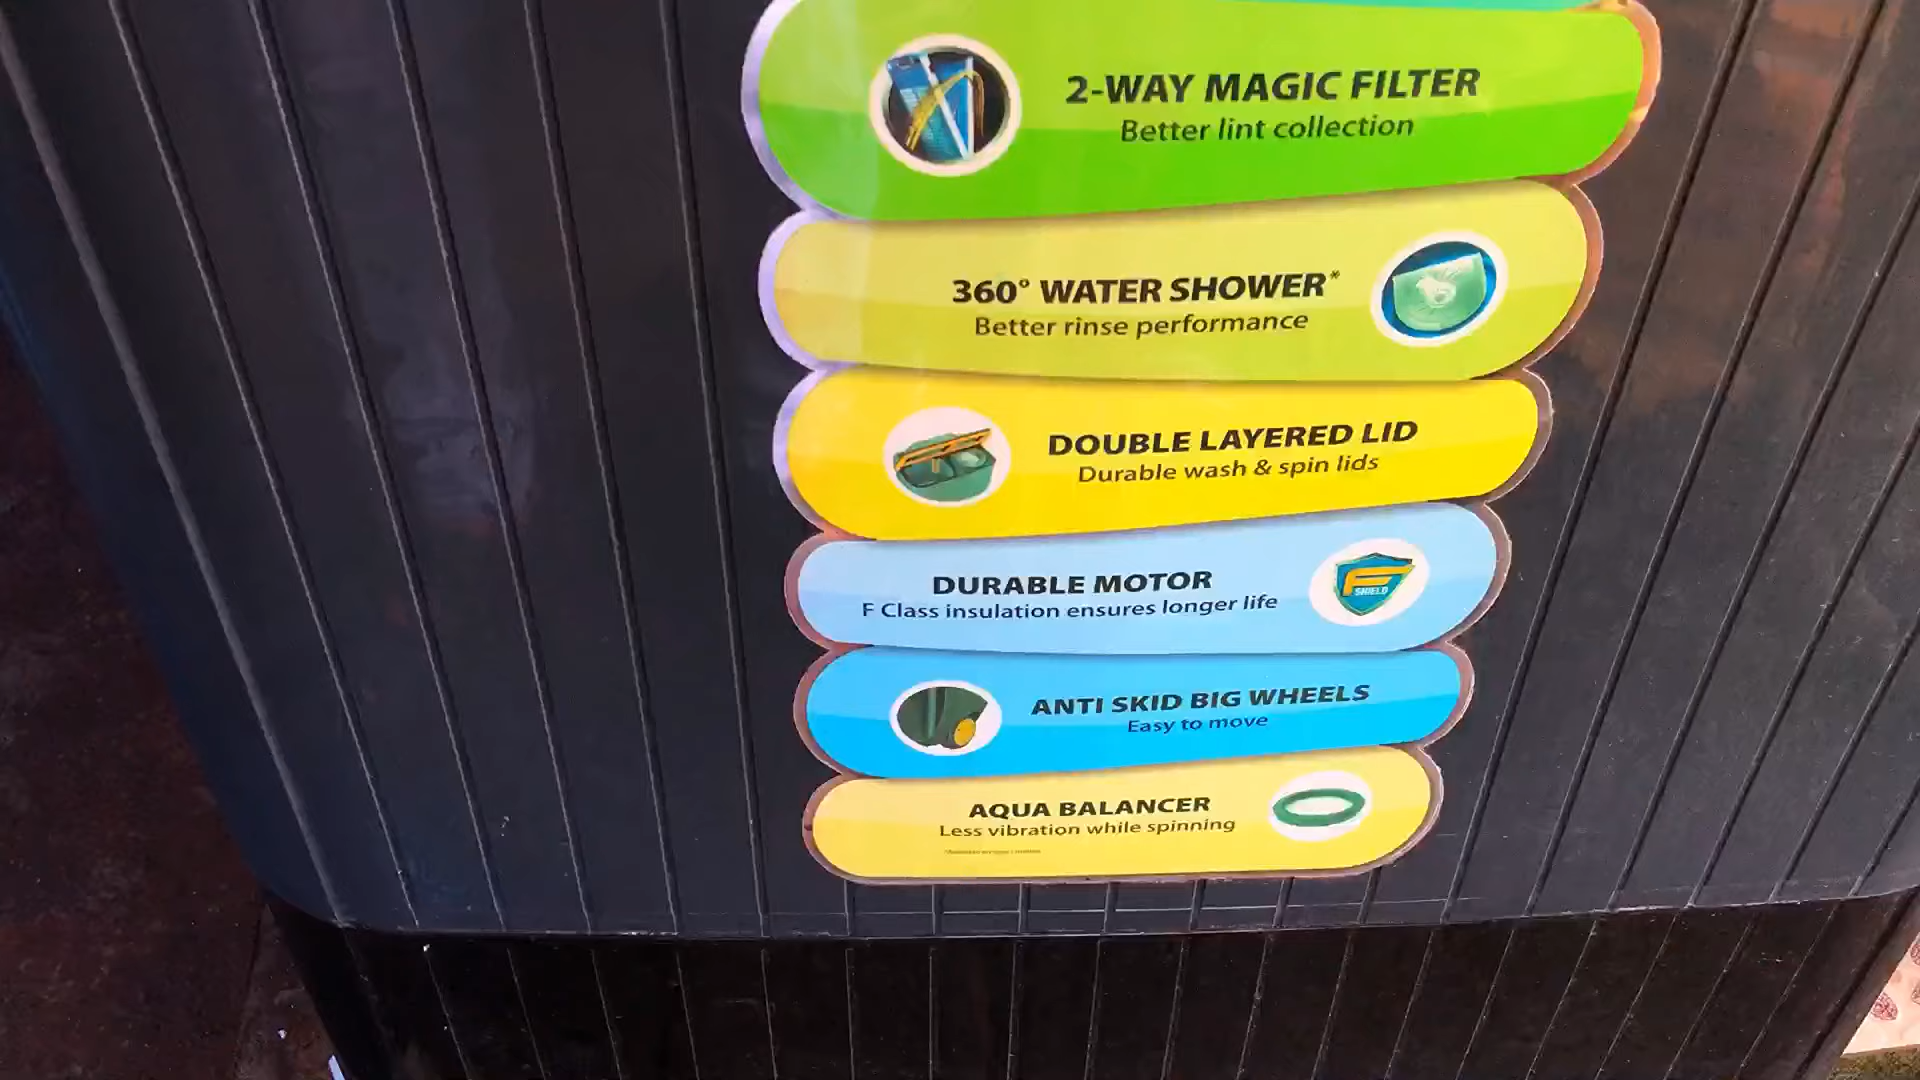 2-WAY MAGIC FILTER
Better lint collection
360° WATER SHOWER*
Better rinse performance
DOUBLE LAYERED LID
Durable wash & spin lids
DURABLE MOTOR
F Class insulation ensures longer life
F
SHIELD
ANTI SKID BIG WHEELS
Easy to move
AQUA BALANCER
Less vibration while spinning